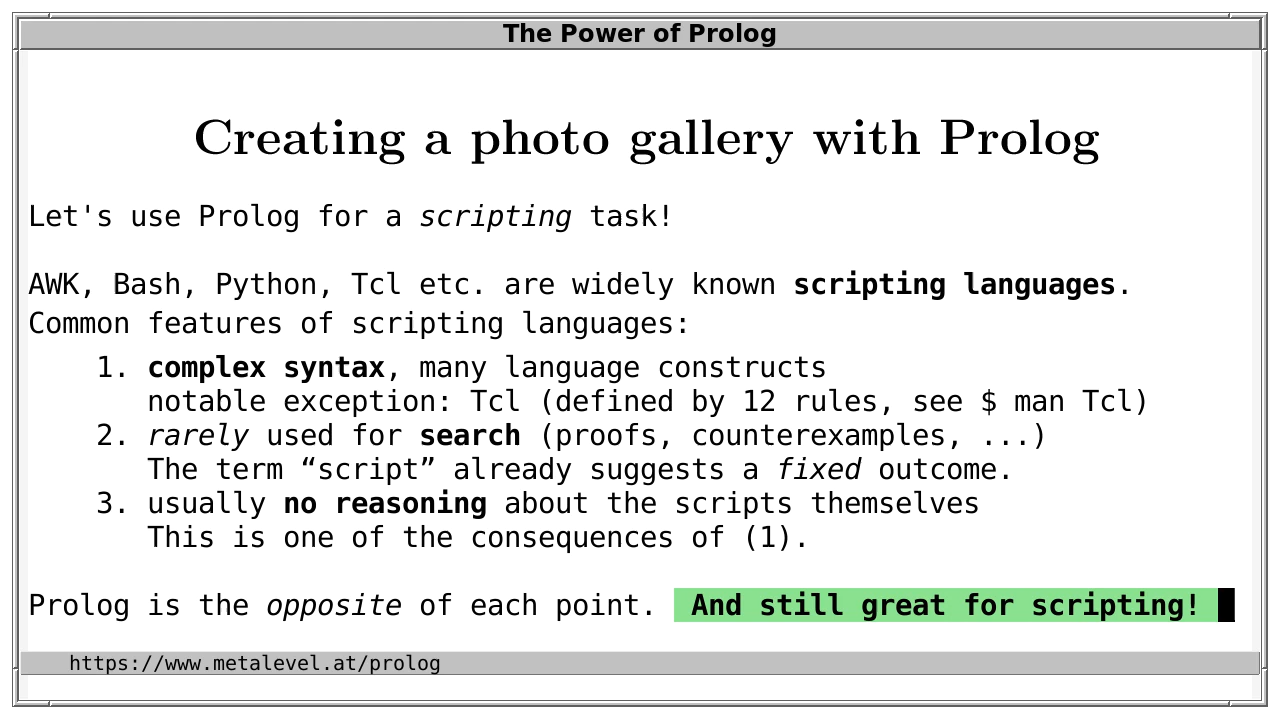 The Power of Prolog
Creating a photo gallery with Prolog
Let's use Prolog for a scripting task!
AWK, Bash, Python, Tcl etc. are widely known scripting languages.
Common features of scripting languages:
1. complex syntax, many language constructs
notable exception: Tcl (defined by 12 rules, see $ man Tcl)
2. rarely used for search (proofs, counterexamples, ...)
The term “script” already suggests a fixed outcome.
3. usually no reasoning about the scripts themselves
This is one of the consequences of (1).
Prolog is the opposite of each point. And still great for scripting!
https://www.metalevel.at/prolog